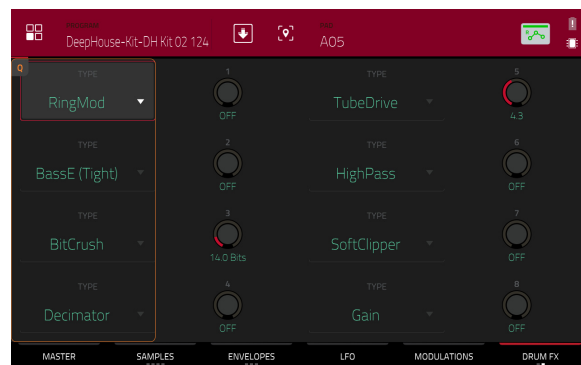 DeepHouse-Kit-DH Kit 02 124
A05
Q
TYPE
RingMod
1
OFF
TYPE
TubeDrive
5
4.3
TYPE
BassE (Tight)
2
OFF
TYPE
HighPass
6
OFF
TYPE
BitCrush
3
14.0 Bits
TYPE
SoftClipper
7
OFF
TYPE
Decimator
4
OFF
TYPE
Gain
8
OFF
MASTER
SAMPLES
ENVELOPES
LFO
MODULATIONS
DRUM FX